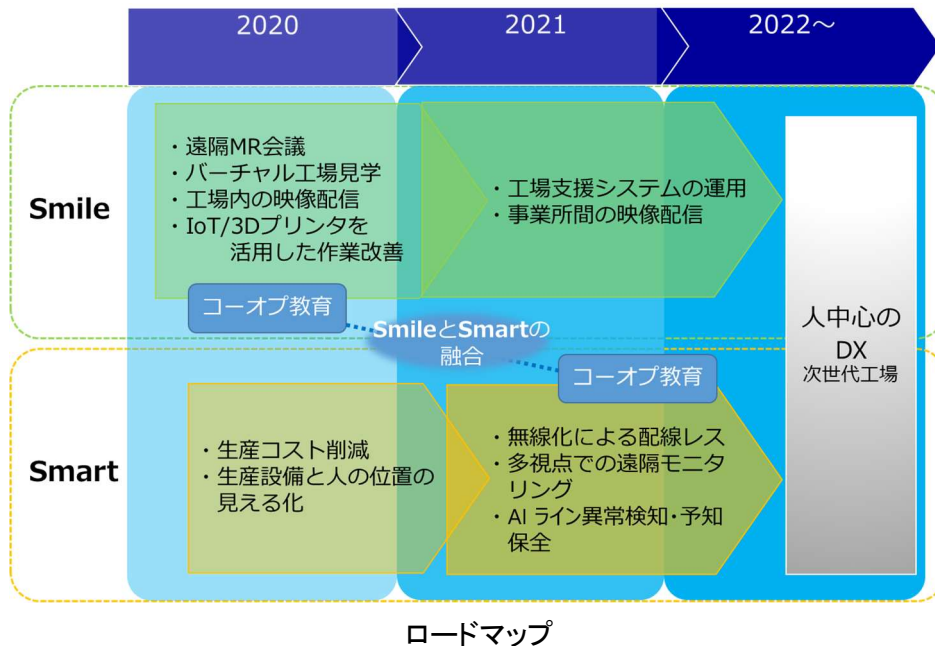 2020
2021
2022～
Smile
・遠隔MR会議
・バーチャル工場見学
・工場内の映像配信
・IoT/3Dプリンタを
活用した作業改善
・工場支援システムの運用
・事業所間の映像配信
コーオプ教育
SmileとSmartの
融合
コーオプ教育
人中心の
DX
次世代工場
Smart
・生産コスト削減
・生産設備と人の位置の
見える化
・無線化による配線レス
・多視点での遠隔モニタ
リング
・AI ライン異常検知・予知
保全
ロードマップ